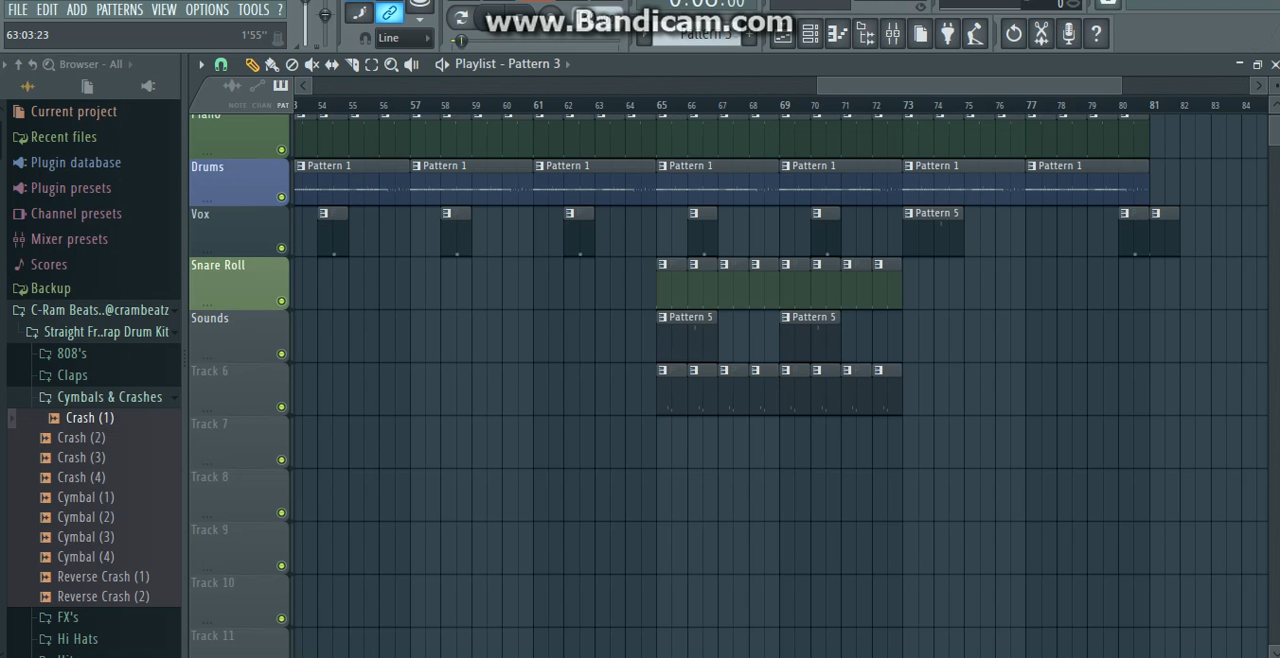 FILE EDIT ADD PATTERNS VIEW OPTIONS TOOLS ?
www.Bandicam.com
63:03:23
1'55"
Line
Pattern 3
Browser - All
Playlist - Pattern 3
NOTE CHAN PAT
54 55 57 58 59 60 61 62 63 64 65 66 67 68 69 70 71 72 73 74 75 76 77 78 79 80 81 82 83 84
Current project
Recent files
Plugin database
Plugin presets
Channel presets
Mixer presets
Scores
Backup
C-Ram Beats..@crambeatz
Straight Fr..rap Drum Kit
808's
Claps
Cymbals & Crashes
Crash (1)
Crash (2)
Crash (3)
Crash (4)
Cymbal (1)
Cymbal (2)
Cymbal (3)
Cymbal (4)
Reverse Crash (1)
Reverse Crash (2)
FX's
Hi Hats
Piano
Drums
Pattern 1 Pattern 1 Pattern 1 Pattern 1 Pattern 1 Pattern 1 Pattern 1
Vox
Pattern 5
Snare Roll
Sounds
Pattern 5 Pattern 5
Track 6
Track 7
Track 8
Track 9
Track 10
Track 11